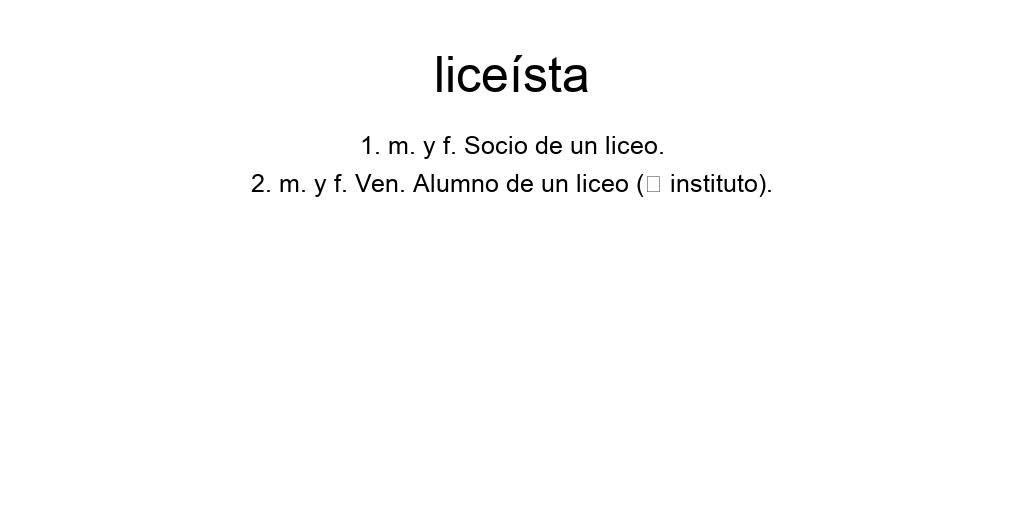 liceísta
1. m. y f. Socio de un liceo.
2. m. y f. Ven. Alumno de un liceo (□ instituto).